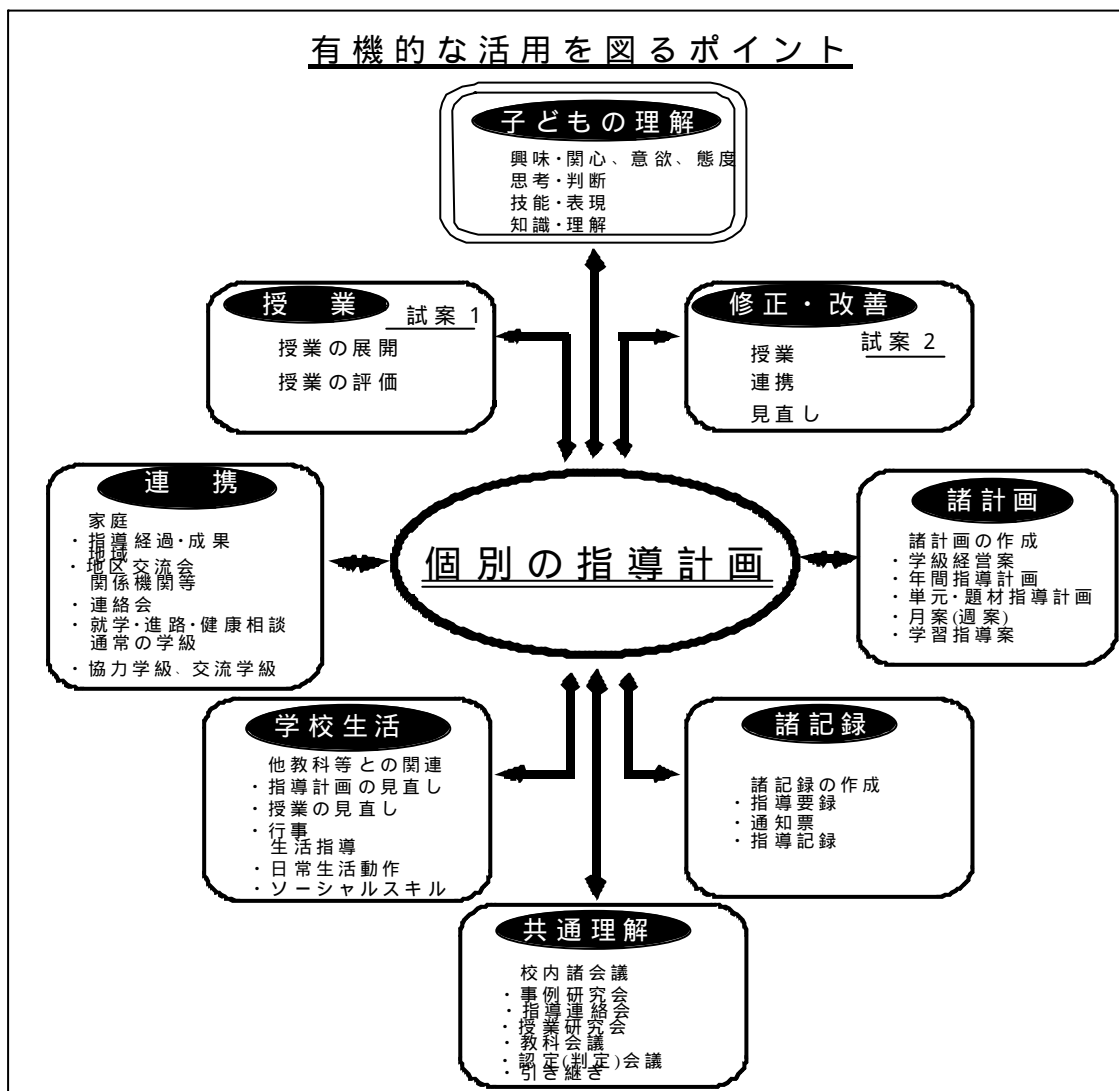 有機的な活用を図るポイント
子どもの理解
興味・関心、意欲、態度
思考・判断
技能・表現
知識・理解
授 業
試案1
授業の展開
授業の評価
修正・改善
試案2
授業
連携
見直し
連 携
家庭
・指導経過・成果
地域
・地区交流会
関係機関等
・連絡会
・就学・進路・健康相談
通常の学級
・協力学級、交流学級
個別の指導計画
諸計画
諸計画の作成
・学級経営案
・年間指導計画
・単元・題材指導計画
・月案(週案)
・学習指導案
学校生活
他教科等との関連
・指導計画の見直し
・授業の見直し
・行事
生活指導
・日常生活動作
・ソーシャルスキル
諸記録
諸記録の作成
・指導要録
・通知票
・指導記録
共通理解
校内諸会議
・事例研究会
・指導連絡会
・授業研究会
・教科会議
・認定(判定)会議
・引き継ぎ